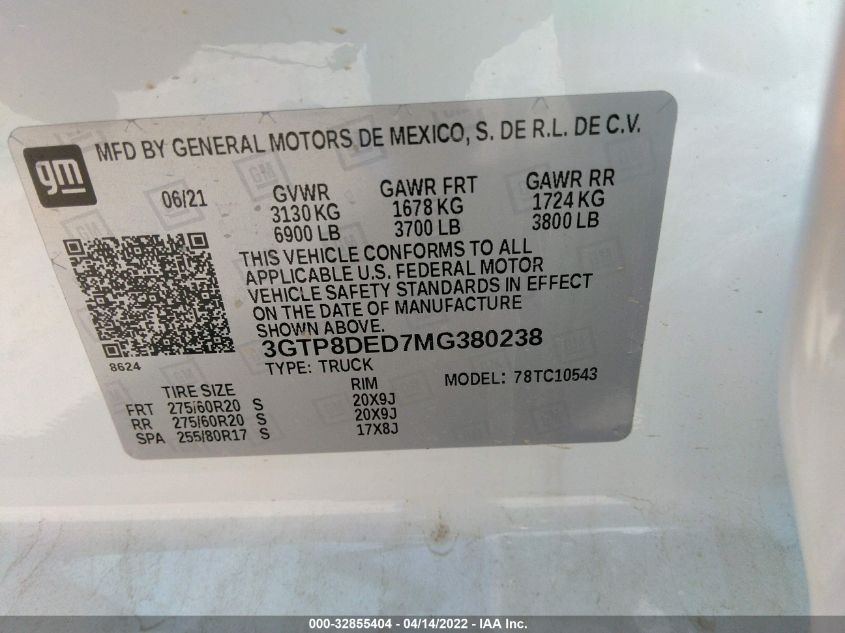 gm
MFD BY GENERAL MOTORS DE MEXICO, S. DE R.L. DE C.V.
06/21 GVWR GAWR FRT GAWR RR
3130 KG 1678 KG 1724 KG
6900 LB 3700 LB 3800 LB
THIS VEHICLE CONFORMS TO ALL
APPLICABLE U.S. FEDERAL MOTOR
VEHICLE SAFETY STANDARDS IN EFFECT
ON THE DATE OF MANUFACTURE
SHOWN ABOVE.
3GTP8DED7MG380238
8624 TYPE: TRUCK MODEL: 78TC10543
TIRE SIZE RIM
FRT 275/60R20 S 20X9J
RR 275/60R20 S 20X9J
SPA 255/80R17 S 17X8J
000-32855404 - 04/14/2022 - IAA Inc.